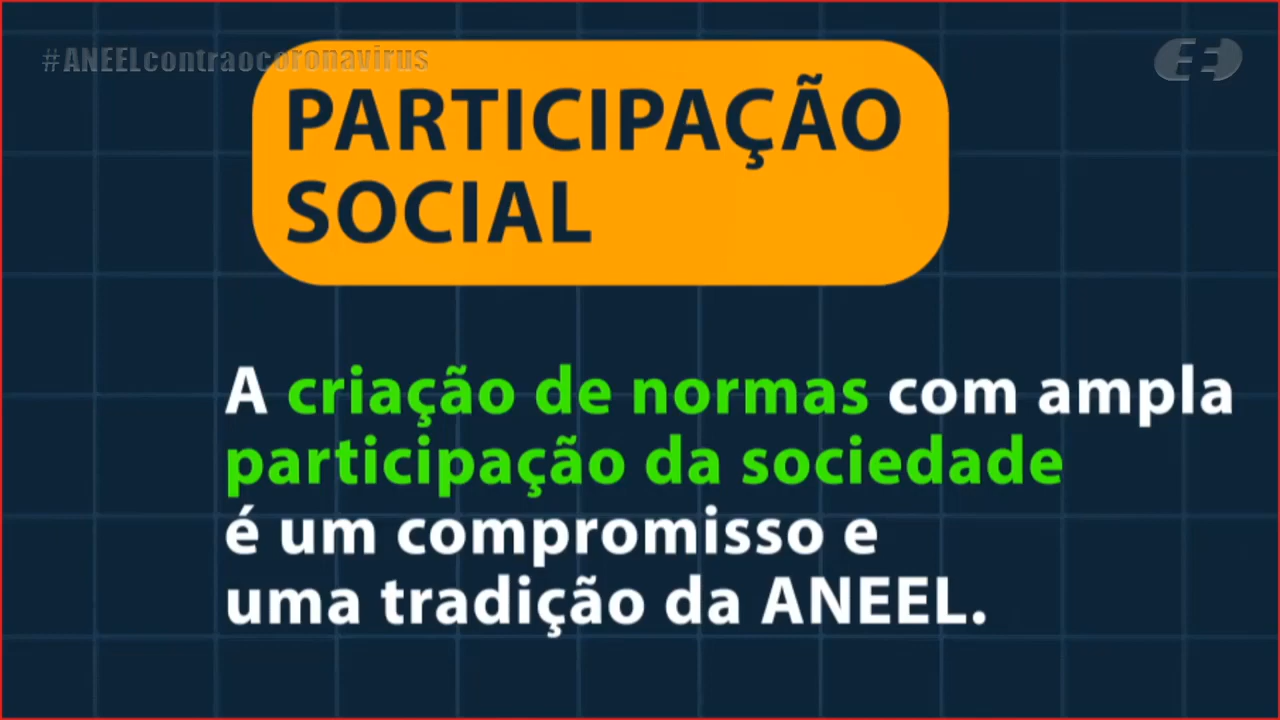 #ANEELcontraocoronavirus
PARTICIPAÇÃO
SOCIAL
A criação de normas com ampla
participação da sociedade
é um compromisso e
uma tradição da ANEEL.